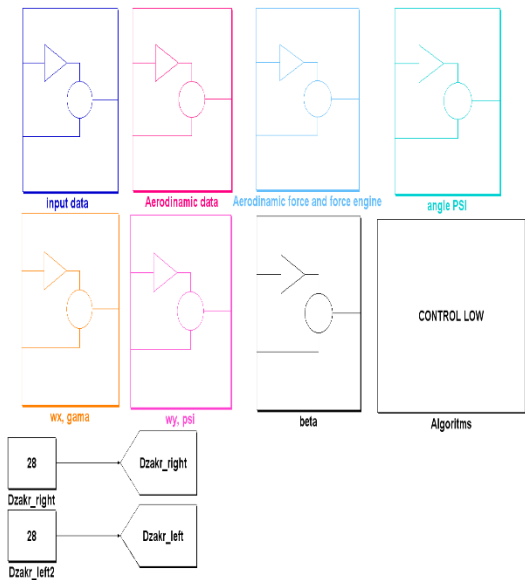 input data
Aerodinamic data
Aerodinamic force and force engine
angle PSI
CONTROL LOW
wx, gama
wy, psi
beta
Algoritms
28
Dzakr_right
Dzakr_right
28
Dzakr_left
Dzakr_left2